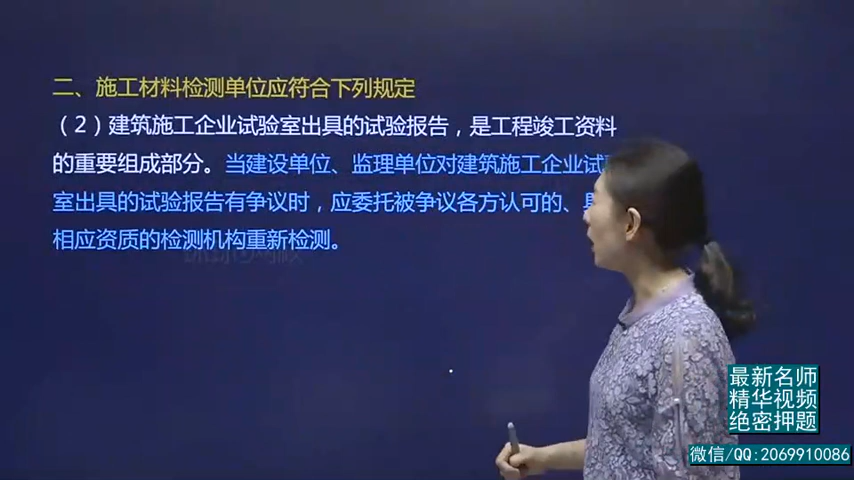 二、施工材料检测单位应符合下列规定
（2）建筑施工企业试验室出具的试验报告，是工程竣工资料
的重要组成部分。当建设单位、监理单位对建筑施工企业试
室出具的试验报告有争议时，应委托被争议各方认可的、
相应资质的检测机构重新检测。
最新名师
精华视频
绝密押题
微信/QQ:2069910086